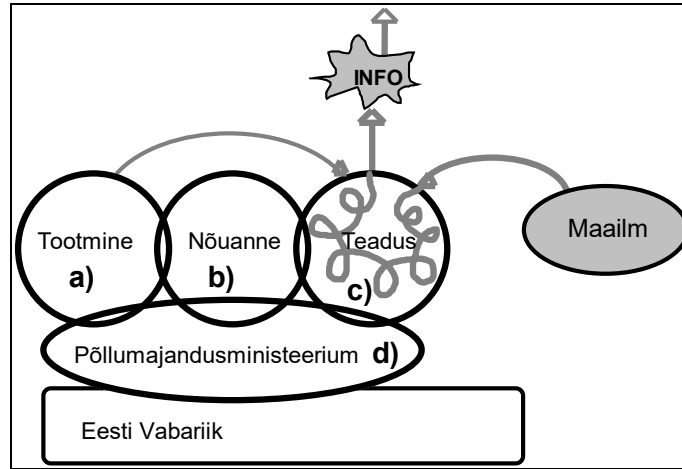 INFO
Tootmine
Nõuanne
Teadus
Maailm
a)
b)
c)
Põllumajandusministeerium d)
Eesti Vabariik